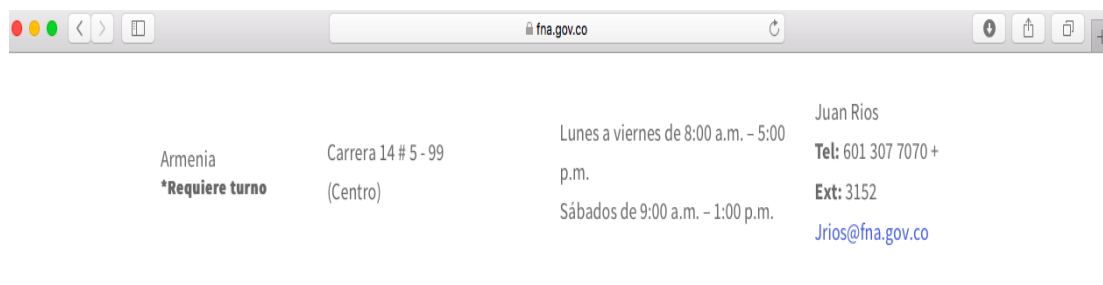 fna.gov.co
Armenia
*Requiere turno
Carrera 14 # 5 - 99
(Centro)
Lunes a viernes de 8:00 a.m. – 5:00
p.m.
Sábados de 9:00 a.m. – 1:00 p.m.
Juan Rios
Tel: 601 307 7070 +
Ext: 3152
Jrios@fna.gov.co